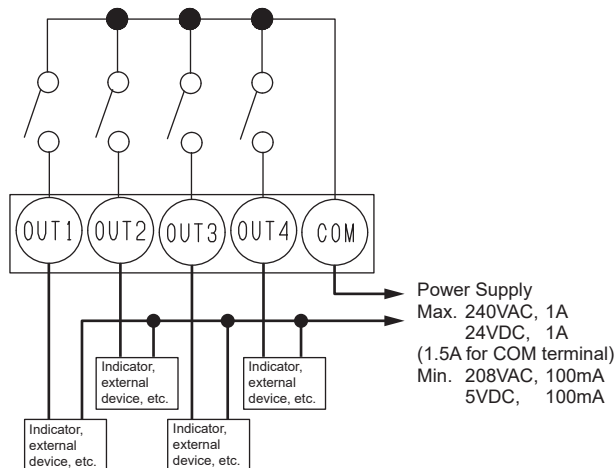 OUT1 OUT2 OUT3 OUT4 COM
Power Supply
Max. 240VAC, 1A
24VDC, 1A
(1.5A for COM terminal)
Min. 208VAC, 100mA
5VDC, 100mA
Indicator,
external
device, etc.
Indicator,
external
device, etc.
Indicator,
external
device, etc.
Indicator,
external
device, etc.